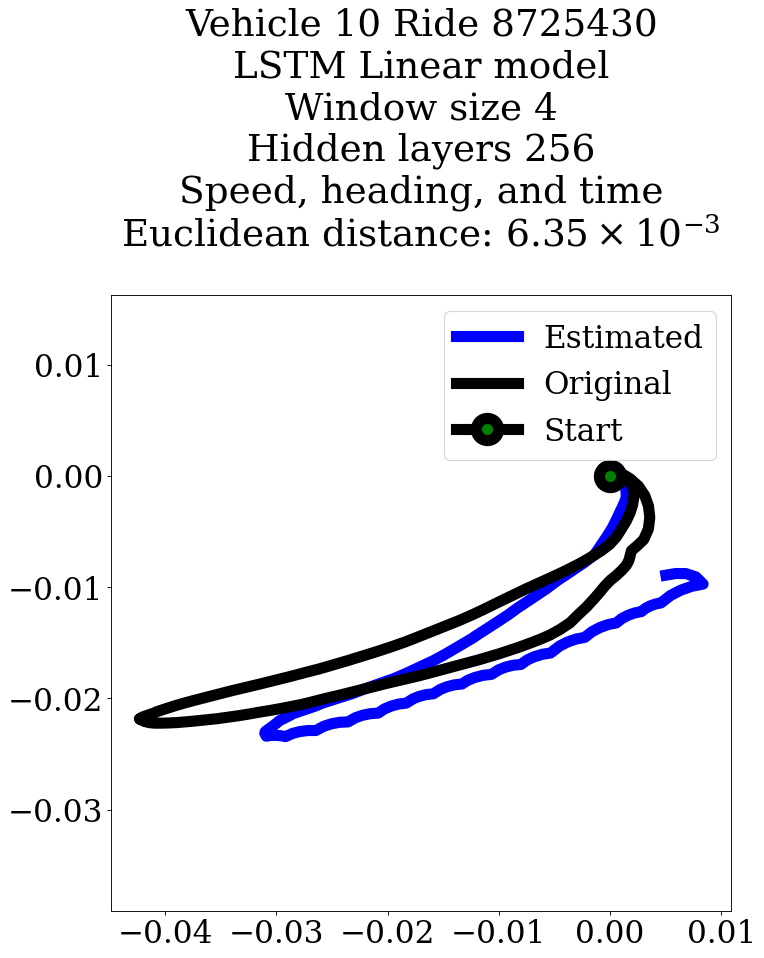 Vehicle 10 Ride 8725430
LSTM Linear model
Window size 4
Hidden layers 256
Speed, heading, and time
Euclidean distance: 6.35 × 10⁻³
Estimated
Original
Start
0.01
0.00
−0.01
−0.02
−0.03
−0.04 −0.03 −0.02 −0.01 0.00 0.01